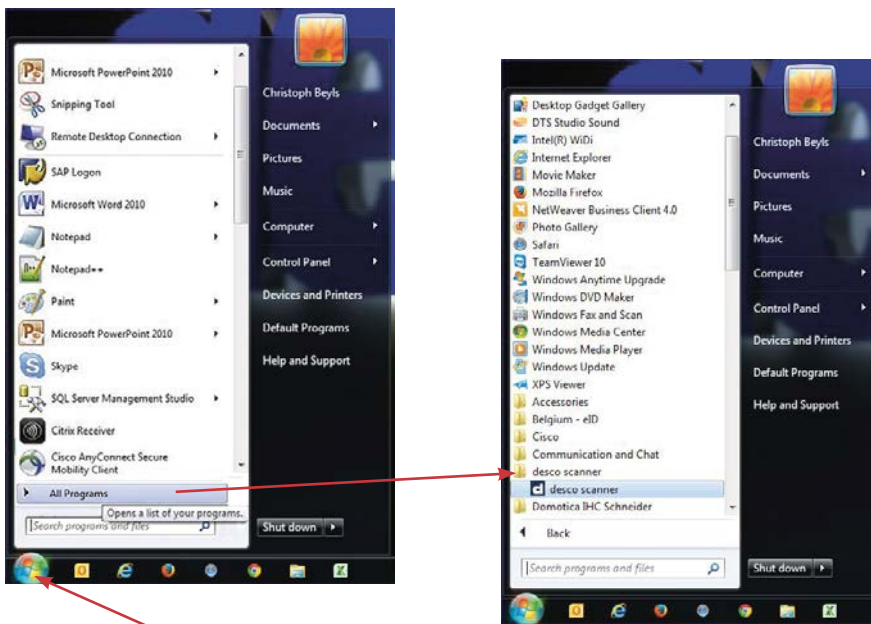 Microsoft PowerPoint 2010
Snipping Tool
Remote Desktop Connection
SAP Logon
Microsoft Word 2010
Notepad
Notepad++
Paint
Microsoft PowerPoint 2010
Skype
SQL Server Management Studio
Citrix Receiver
Cisco AnyConnect Secure
Mobility Client
All Programs
Opens a list of your programs.
Search programs and files
Christoph Beyls
Documents
Pictures
Music
Computer
Control Panel
Devices and Printers
Default Programs
Help and Support
Shut down
Desktop Gadget Gallery
DTS Studio Sound
Intel(R) WiDi
Internet Explorer
Movie Maker
Mozilla Firefox
NetWeaver Business Client 4.0
Photo Gallery
Safari
TeamViewer 10
Windows Anytime Upgrade
Windows DVD Maker
Windows Fax and Scan
Windows Media Center
Windows Media Player
Windows Update
XPS Viewer
Accessories
Belgium - eID
Cisco
Communication and Chat
desco scanner
desco scanner
Domotica IHC Schneider
Back
Search programs and files
Christoph Beyls
Documents
Pictures
Music
Computer
Control Panel
Devices and Printers
Default Programs
Help and Support
Shut down